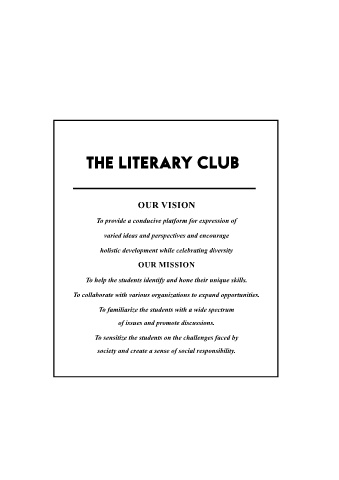 THE LITERARY CLUB
OUR VISION
To provide a conducive platform for expression of
varied ideas and perspectives and encourage
holistic development while celebrating diversity
OUR MISSION
To help the students identify and hone their unique skills.
To collaborate with various organizations to expand opportunities.
To familiarize the students with a wide spectrum
of issues and promote discussions.
To sensitize the students on the challenges faced by
society and create a sense of social responsibility.